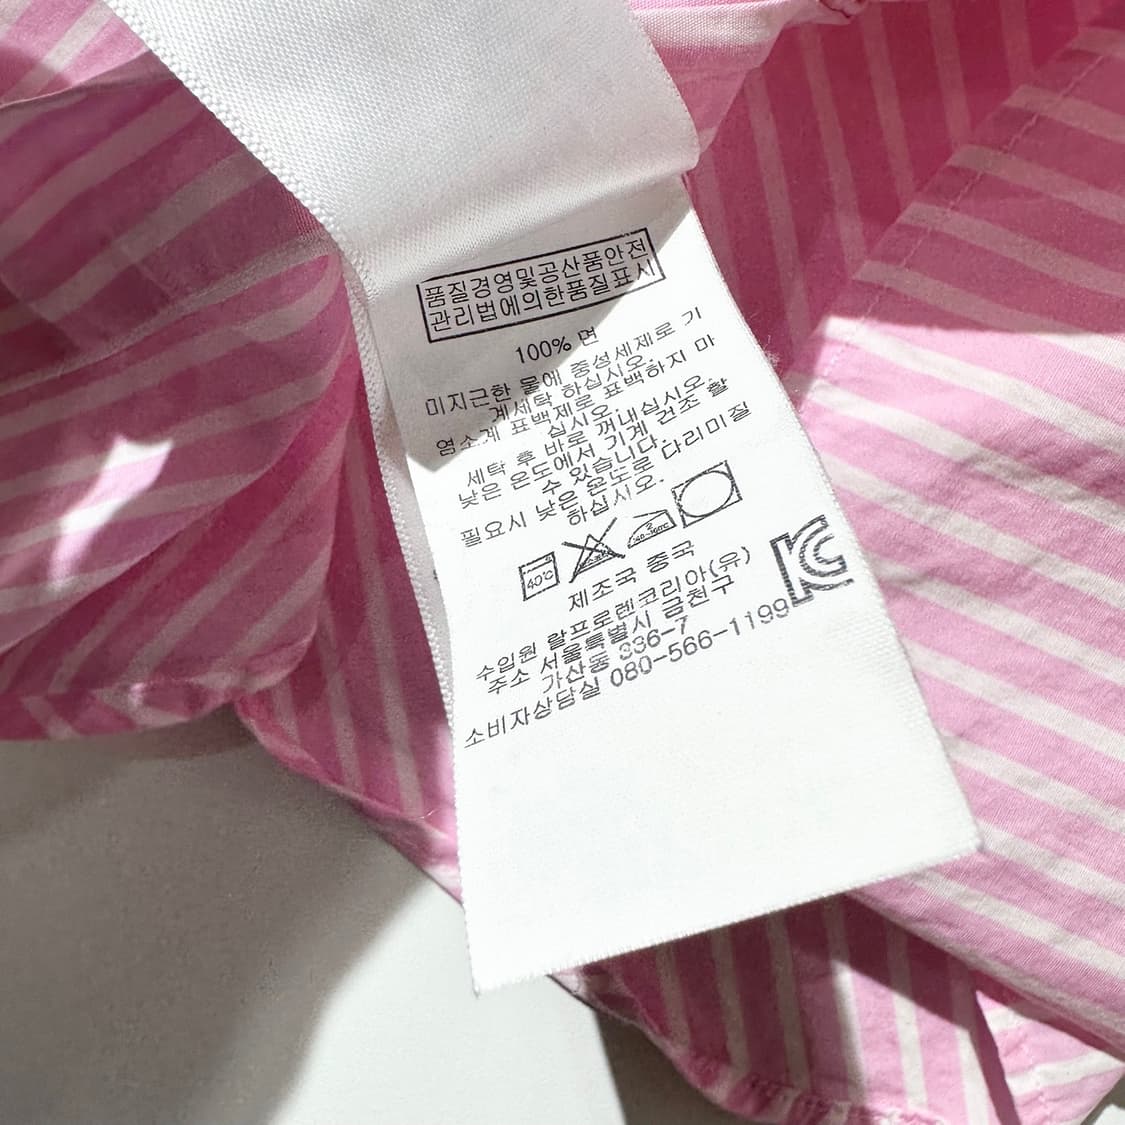 품질경영및공산품안전
관리법에의한품질표시
100% 면
미지근한 물에 중성세제로 기
계세탁 하십시오.
염소계 표백제로 표백하지 마
십시오.
세탁 후 바로 꺼내십시오.
낮은 온도에서 기계 건조 할
수 있습니다.
필요시 낮은 온도로 다리미질
하십시오.
40℃
제조국 중국
수입원 랄프로렌코리아(유)
주소 서울특별시 금천구
가산동 336-7
소비자상담실 080-566-1199
KC